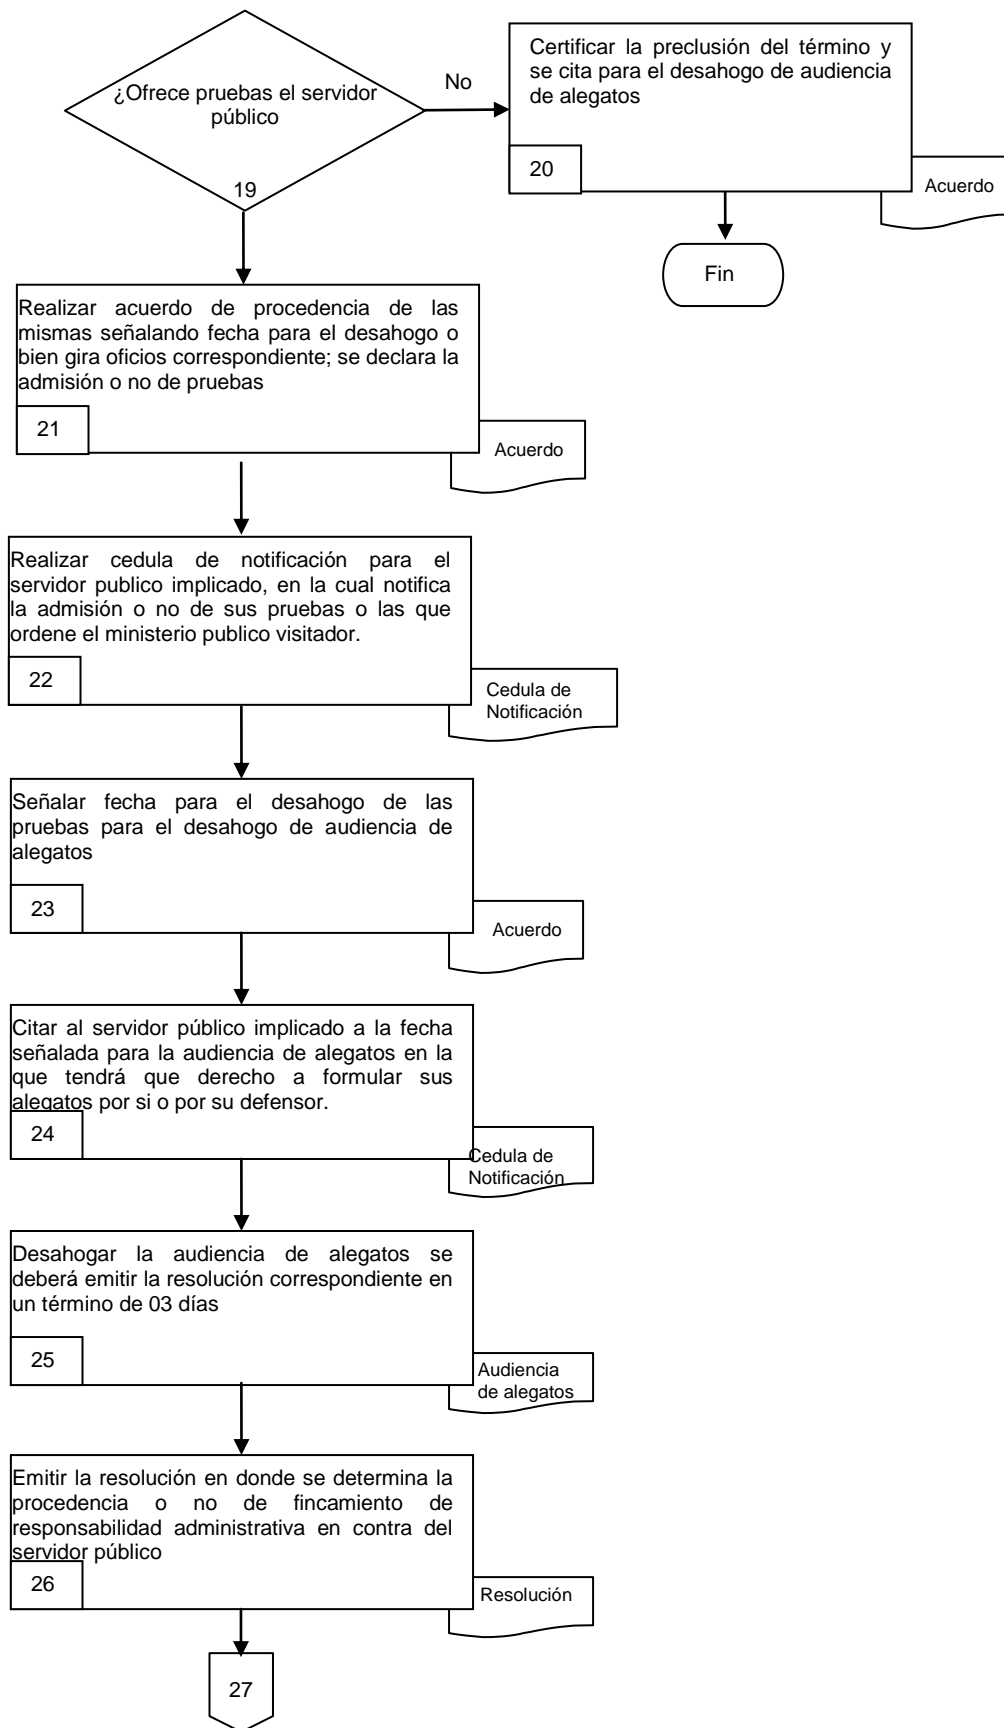 ¿Ofrece pruebas el servidor
público
19
No
Certificar la preclusión del término y
se cita para el desahogo de audiencia
de alegatos
20
Acuerdo
Fin
Realizar acuerdo de procedencia de las
mismas señalando fecha para el desahogo o
bien gira oficios correspondiente; se declara la
admisión o no de pruebas
21
Acuerdo
Realizar cedula de notificación para el
servidor publico implicado, en la cual notifica
la admisión o no de sus pruebas o las que
ordene el ministerio publico visitador.
22
Cedula de
Notificación
Señalar fecha para el desahogo de las
pruebas para el desahogo de audiencia de
alegatos
23
Acuerdo
Citar al servidor público implicado a la fecha
señalada para la audiencia de alegatos en la
que tendrá que derecho a formular sus
alegatos por si o por su defensor.
24
Cedula de
Notificación
Desahogar la audiencia de alegatos se
deberá emitir la resolución correspondiente en
un término de 03 días
25
Audiencia
de alegatos
Emitir la resolución en donde se determina la
procedencia o no de fincamiento de
responsabilidad administrativa en contra del
servidor público
26
Resolución
27